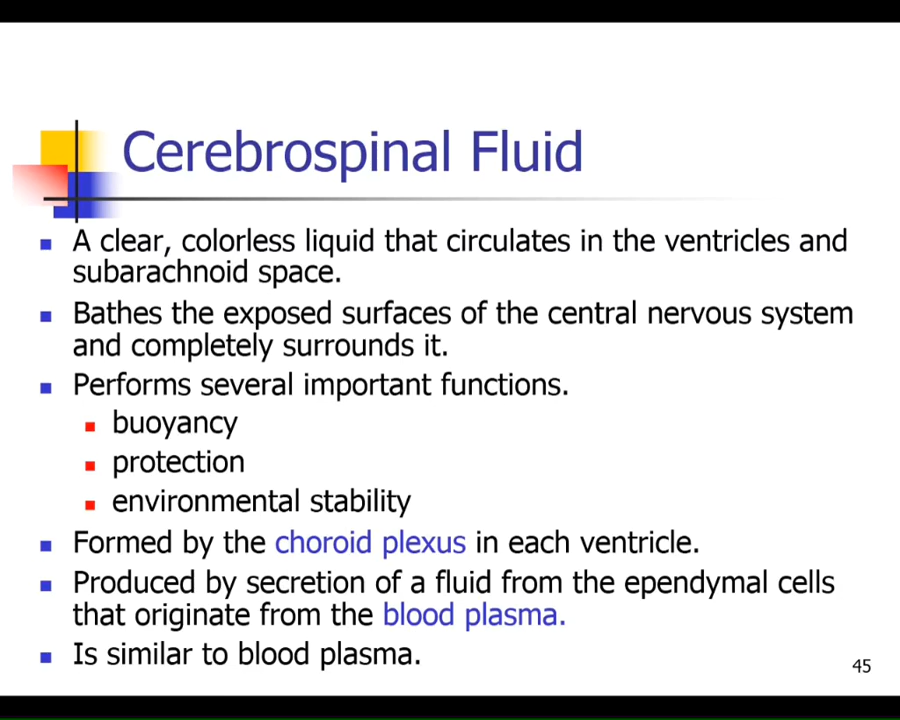 Cerebrospinal Fluid
A clear, colorless liquid that circulates in the ventricles and
subarachnoid space.
Bathes the exposed surfaces of the central nervous system
and completely surrounds it.
Performs several important functions.
buoyancy
protection
environmental stability
Formed by the choroid plexus in each ventricle.
Produced by secretion of a fluid from the ependymal cells
that originate from the blood plasma.
Is similar to blood plasma.
45